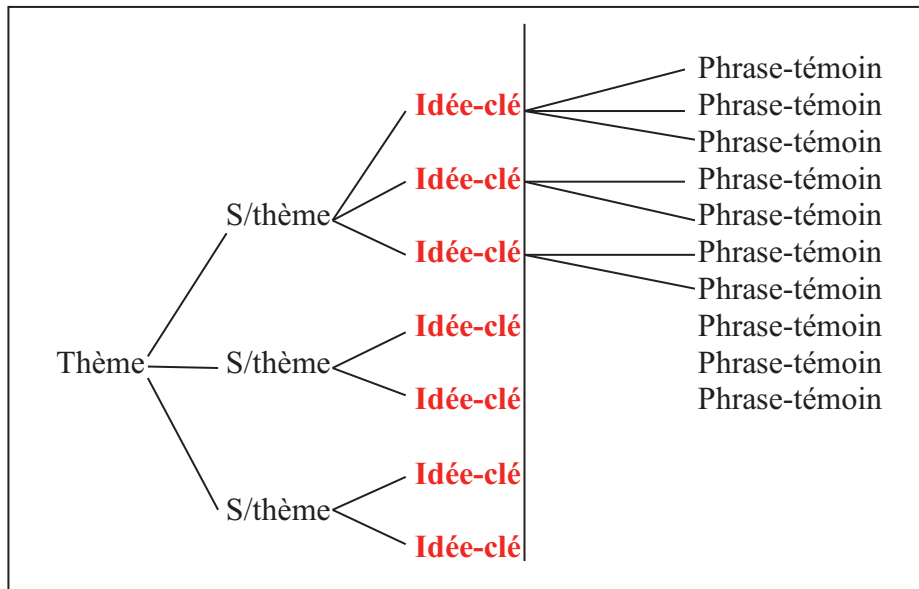 Phrase-témoin
Idée-clé Phrase-témoin
Phrase-témoin
Idée-clé Phrase-témoin
S/thème Phrase-témoin
Idée-clé Phrase-témoin
Phrase-témoin
Idée-clé Phrase-témoin
Thème S/thème Phrase-témoin
Idée-clé Phrase-témoin
Idée-clé
S/thème
Idée-clé